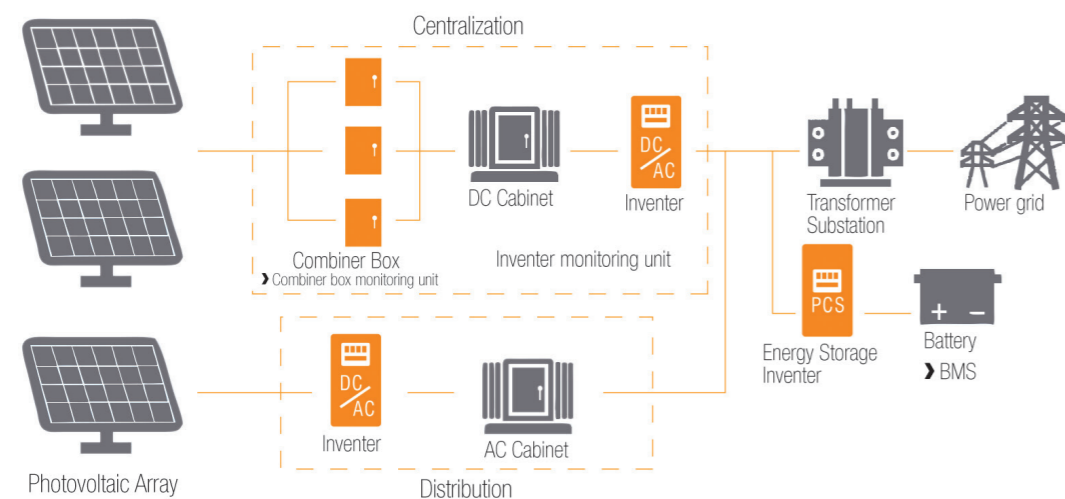 Centralization
DC
AC
DC Cabinet
Inventer
Transformer
Substation
Power grid
Combiner Box
❯ Combiner box monitoring unit
Inventer monitoring unit
PCS
Energy Storage
Inventer
Battery
❯ BMS
DC
AC
Inventer
AC Cabinet
Photovoltaic Array
Distribution